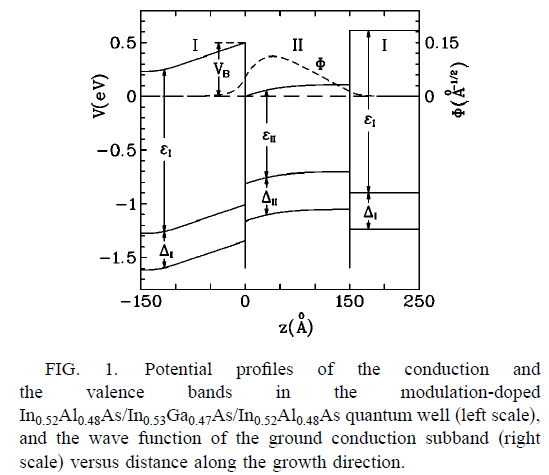 I
II
I
Φ
V_B
ε_I
ε_II
ε_I
Δ_I
Δ_II
Δ_I
V(eV)
0.5
0
−0.5
−1
−1.5
0.15
0
Φ(Å^−1/2)
−150 −50 0 50 150 250
z(Å)
FIG. 1. Potential profiles of the conduction and
the valence bands in the modulation-doped
In0.52Al0.48As/In0.53Ga0.47As/In0.52Al0.48As quantum well (left scale),
and the wave function of the ground conduction subband (right
scale) versus distance along the growth direction.